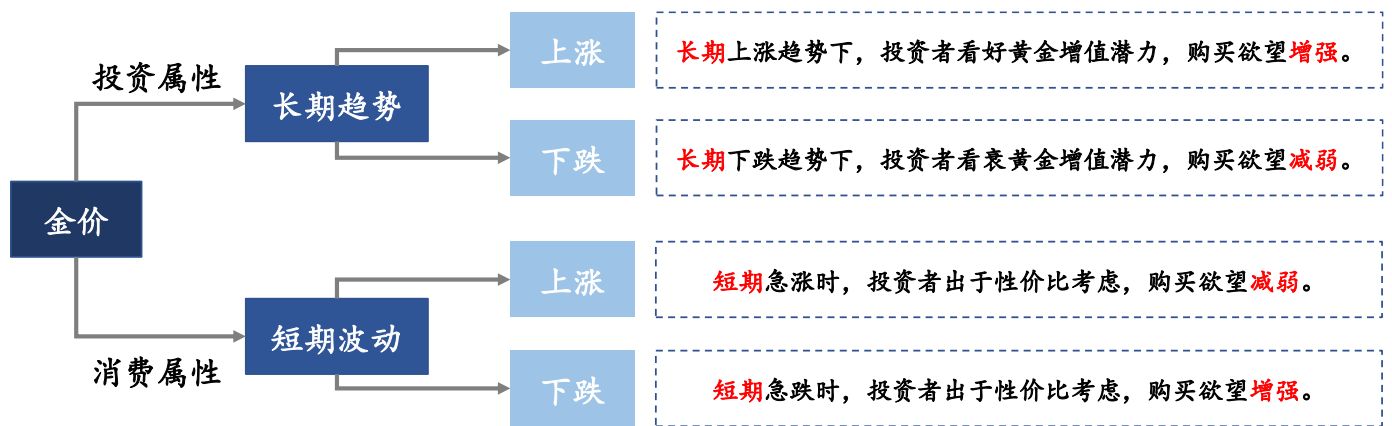 金价
投资属性
长期趋势
上涨
长期上涨趋势下，投资者看好黄金增值潜力，购买欲望增强。
下跌
长期下跌趋势下，投资者看衰黄金增值潜力，购买欲望减弱。
消费属性
短期波动
上涨
短期急涨时，投资者出于性价比考虑，购买欲望减弱。
下跌
短期急跌时，投资者出于性价比考虑，购买欲望增强。